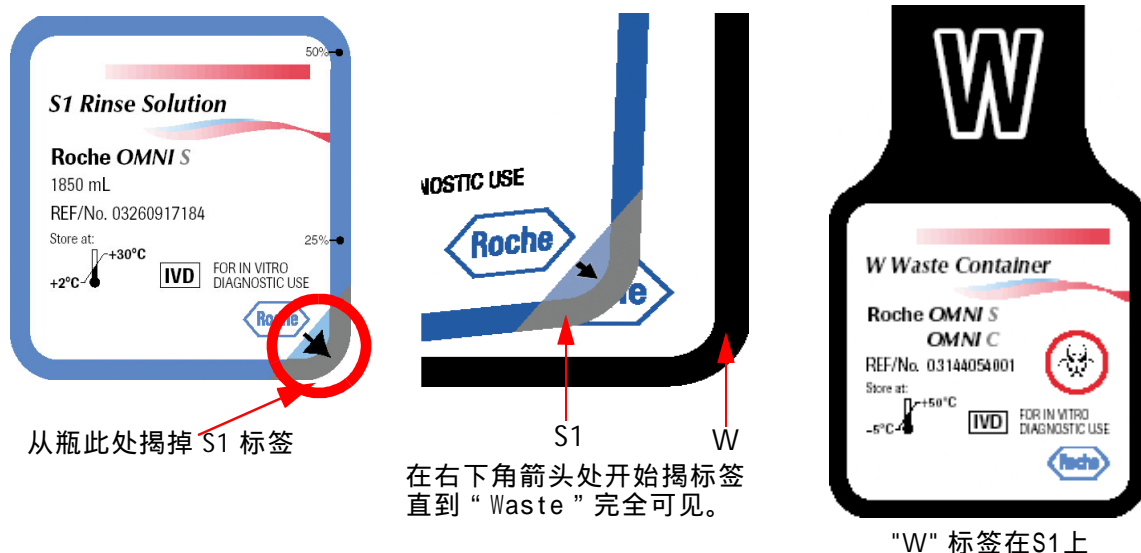 50%
S1 Rinse Solution
Roche OMNI S
1850 mL
REF/No. 03260917184
Store at:
+30°C
+2°C
25%
IVD
FOR IN VITRO
DIAGNOSTIC USE
Roche
从瓶此处揭掉 S1 标签
NOSTIC USE
Roche
S1
W
在右下角箭头处开始揭标签
直到“Waste”完全可见。
W
W Waste Container
Roche OMNI S
OMNI C
REF/No. 03144054001
Store at:
+50°C
-5°C
IVD
FOR IN VITRO
DIAGNOSTIC USE
Roche
"W" 标签在S1上